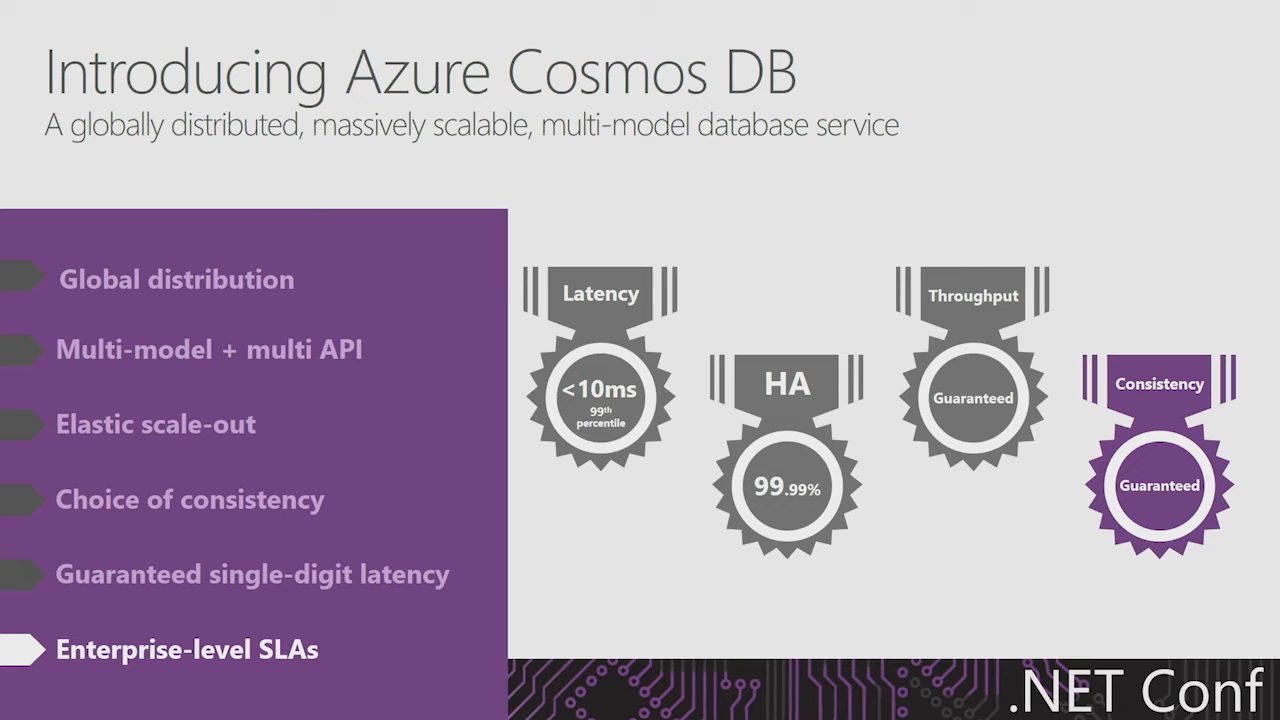 Introducing Azure Cosmos DB
A globally distributed, massively scalable, multi-model database service
Global distribution
Multi-model + multi API
Elastic scale-out
Choice of consistency
Guaranteed single-digit latency
Enterprise-level SLAs
Latency
<10ms
99th
percentile
HA
99.99%
Throughput
Guaranteed
Consistency
Guaranteed
.NET Conf